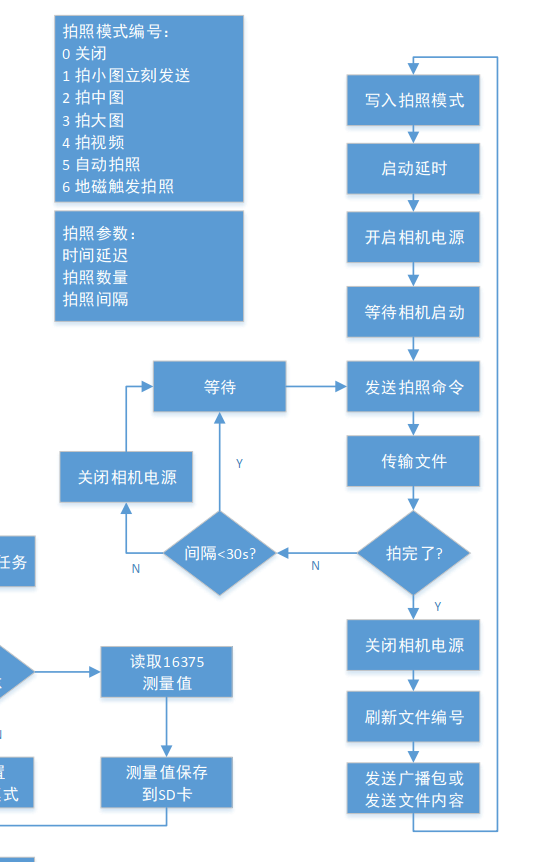 拍照模式编号：
0 关闭
1 拍小图立刻发送
2 拍中图
3 拍大图
4 拍视频
5 自动拍照
6 地磁触发拍照
拍照参数：
时间延迟
拍照数量
拍照间隔
写入拍照模式
启动延时
开启相机电源
等待相机启动
等待
发送拍照命令
传输文件
Y
关闭相机电源
间隔<30s?
拍完了?
N
N
Y
任务
关闭相机电源
读取16375
测量值
刷新文件编号
测量值保存
到SD卡
式
发送广播包或
发送文件内容